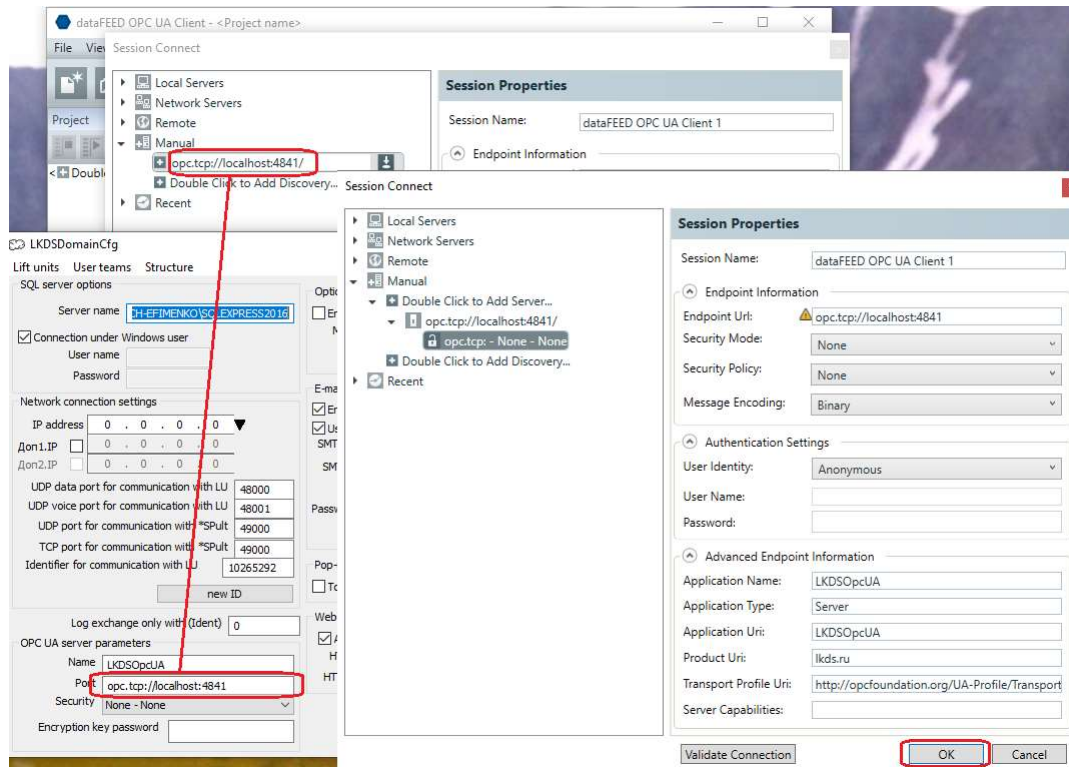 dataFEED OPC UA Client - <Project name>
File View
Session Connect
Project
Local Servers
Network Servers
Remote
Manual
opc.tcp://localhost:4841/
Double Click to Add Discovery...
Recent
Session Properties
Session Name: dataFEED OPC UA Client 1
Endpoint Information
LKDSDomainCfg
Lift units User teams Structure
SQL server options
Server name CH-EFIMENKO\SQLEXPRESS2016
Connection under Windows user
User name
Password
Network connection settings
IP address 0 . 0 . 0 . 0
Доп1.IP 0 . 0 . 0 . 0
Доп2.IP 0 . 0 . 0 . 0
UDP data port for communication with LU 48000
UDP voice port for communication with LU 48001
UDP port for communication with *SPult 49000
TCP port for communication with *SPult 49000
Identifier for communication with LU 10265292
new ID
Log exchange only with (Ident) 0
OPC UA server parameters
Name LKDSOpcUA
Port opc.tcp://localhost:4841
Security None - None
Encryption key password
Session Connect
Local Servers
Network Servers
Remote
Manual
Double Click to Add Server...
opc.tcp://localhost:4841/
opc.tcp: - None - None
Double Click to Add Discovery...
Recent
Session Properties
Session Name: dataFEED OPC UA Client 1
Endpoint Information
Endpoint Url: opc.tcp://localhost:4841
Security Mode: None
Security Policy: None
Message Encoding: Binary
Authentication Settings
User Identity: Anonymous
User Name:
Password:
Advanced Endpoint Information
Application Name: LKDSOpcUA
Application Type: Server
Application Uri: LKDSOpcUA
Product Uri: lkds.ru
Transport Profile Uri: http://opcfoundation.org/UA-Profile/Transport
Server Capabilities:
Validate Connection OK Cancel